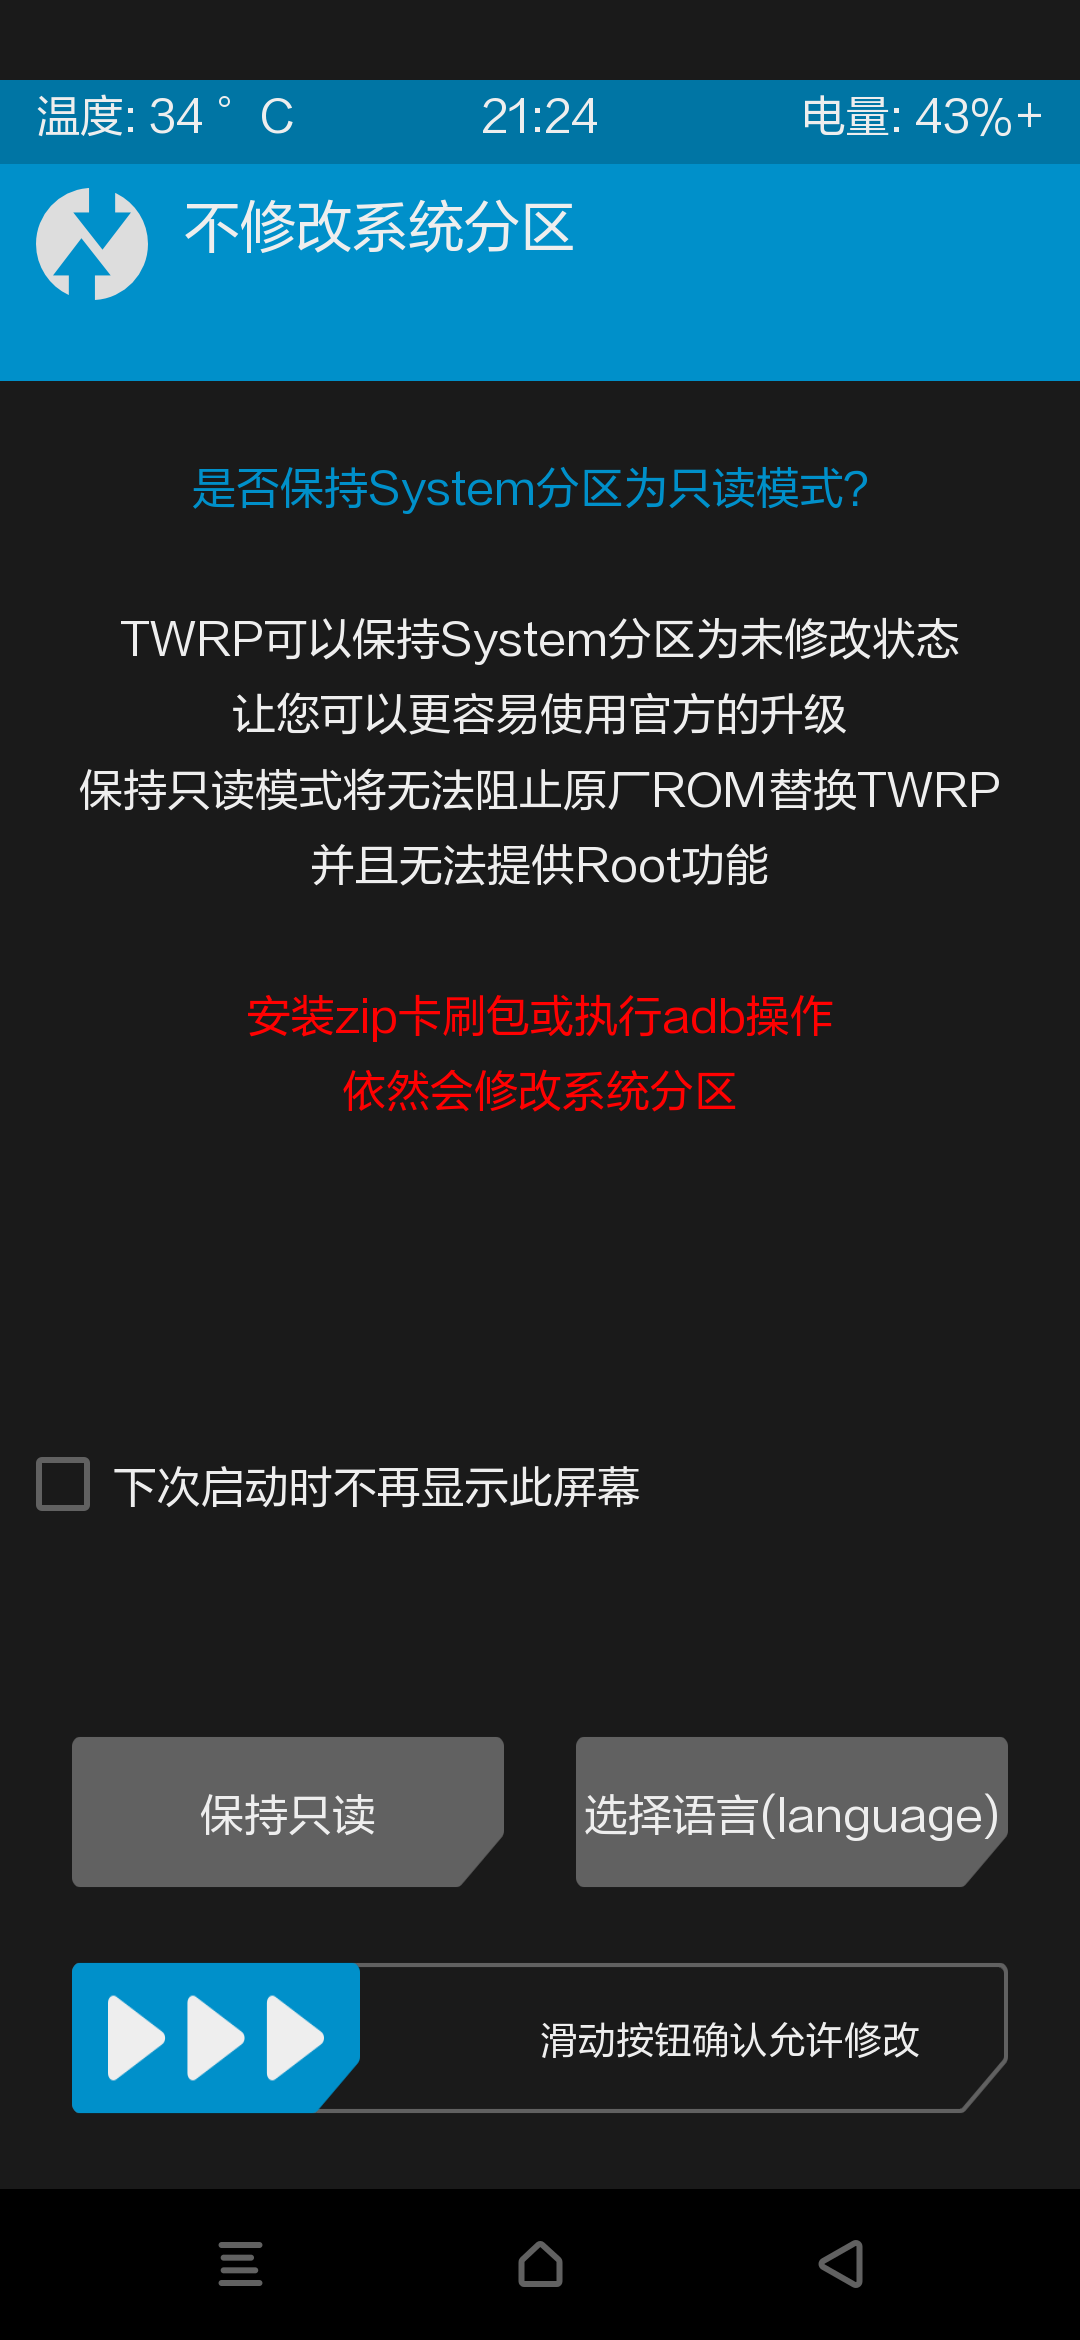 温度: 34 ° C 21:24 电量: 43%+
不修改系统分区
是否保持System分区为只读模式?
TWRP可以保持System分区为未修改状态
让您可以更容易使用官方的升级
保持只读模式将无法阻止原厂ROM替换TWRP
并且无法提供Root功能
安装zip卡刷包或执行adb操作
依然会修改系统分区
下次启动时不再显示此屏幕
保持只读 选择语言(language)
滑动按钮确认允许修改